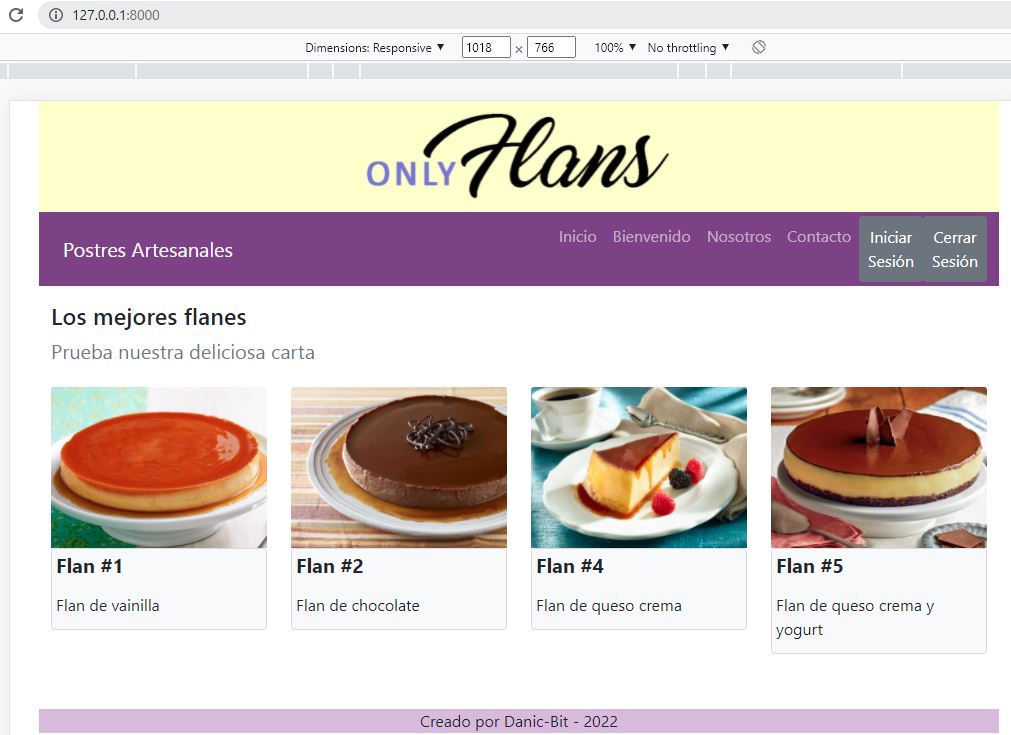 127.0.0.1:8000
Dimensions: Responsive ▼ 1018 × 766 100% ▼ No throttling ▼
ONLY Flans
Postres Artesanales
Inicio Bienvenido Nosotros Contacto
Iniciar Sesión
Cerrar Sesión
Los mejores flanes
Prueba nuestra deliciosa carta
Flan #1
Flan de vainilla
Flan #2
Flan de chocolate
Flan #4
Flan de queso crema
Flan #5
Flan de queso crema y
yogurt
Creado por Danic-Bit - 2022